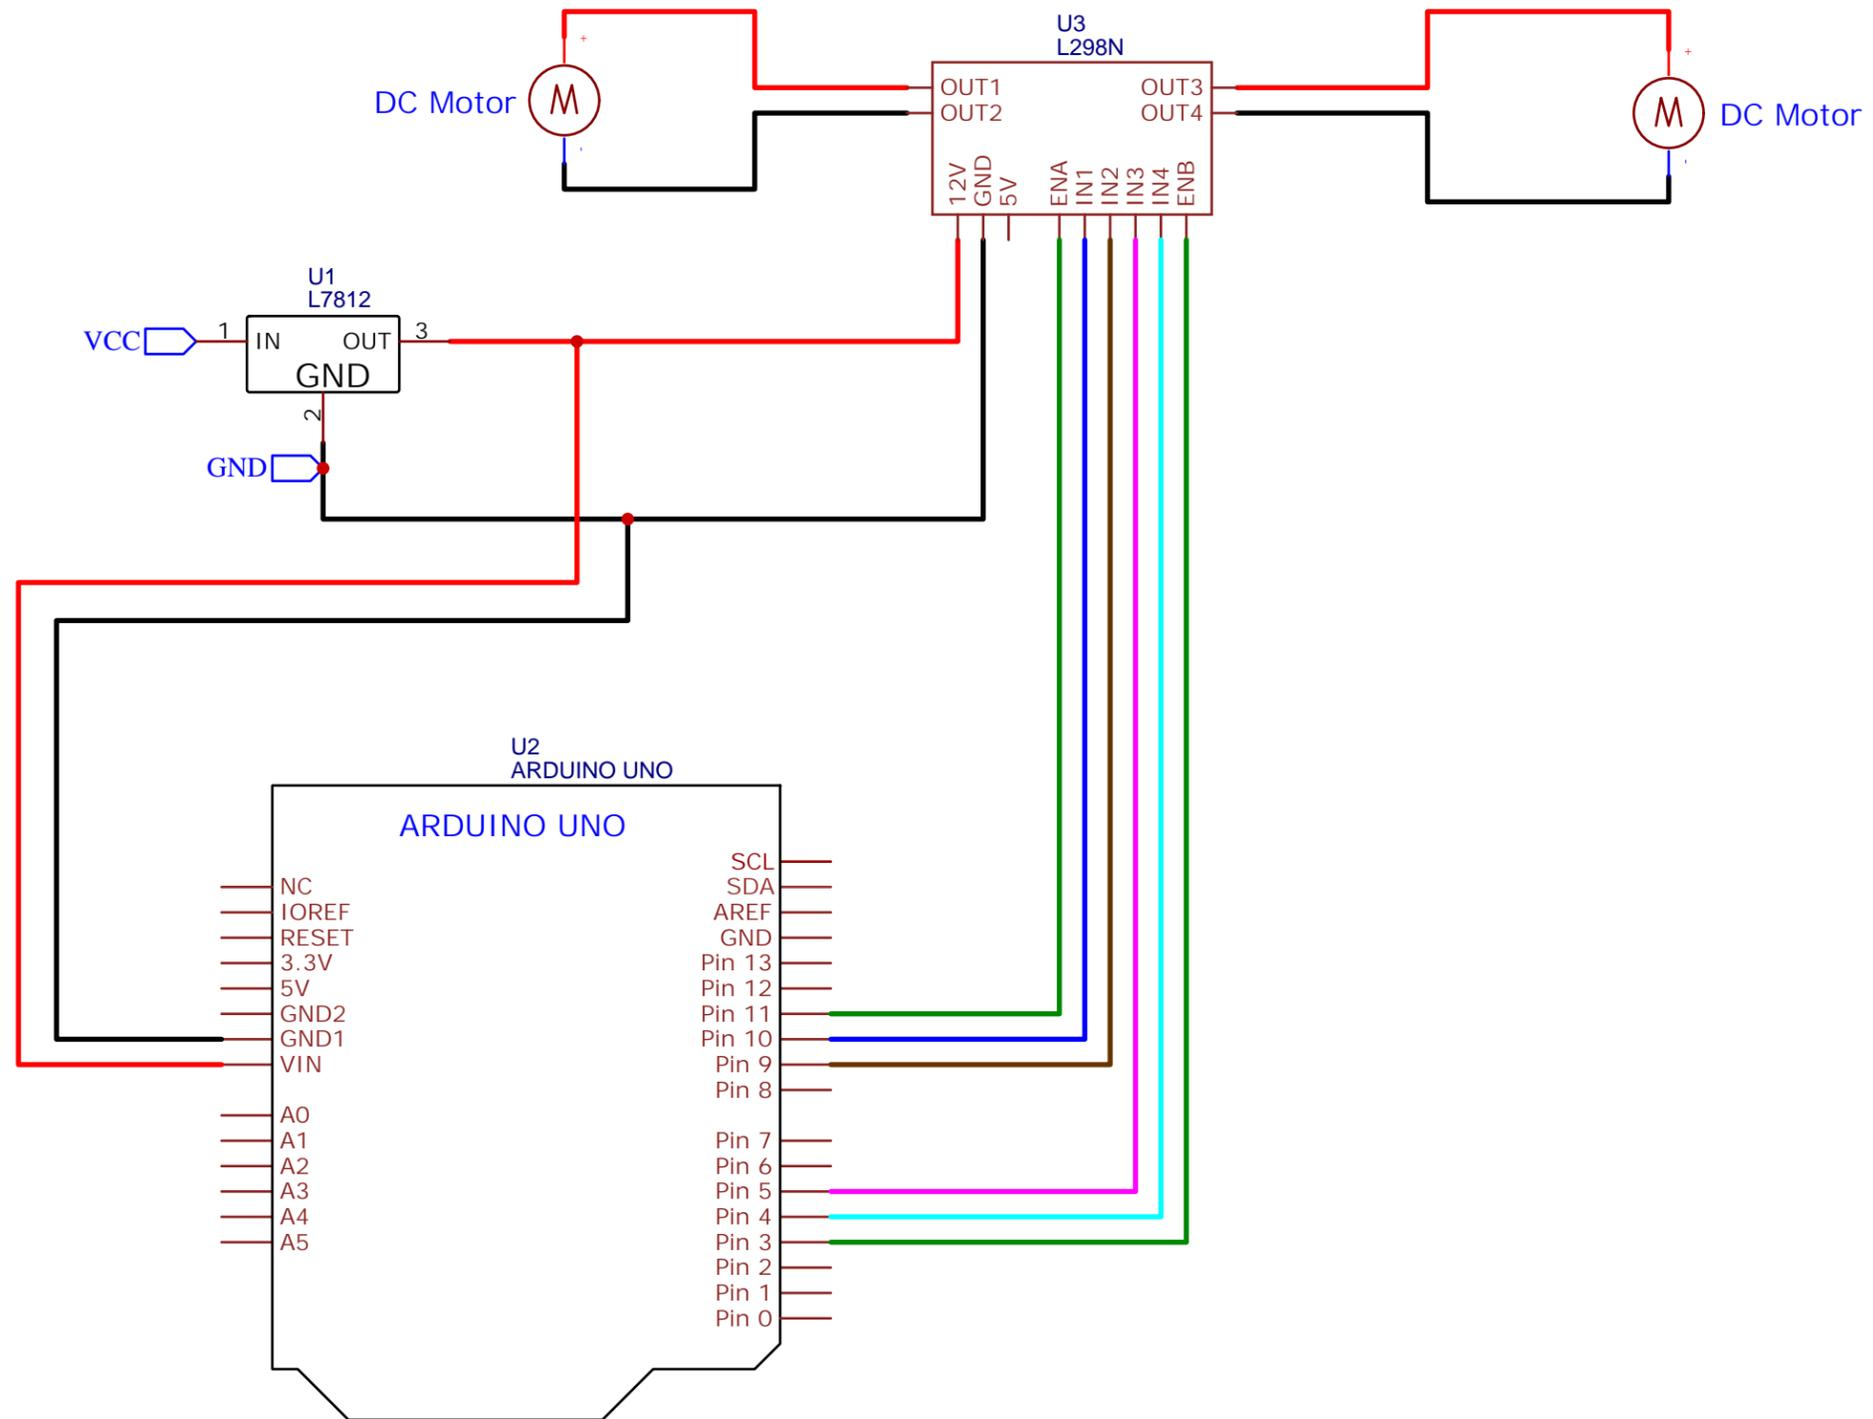 U3
L298N
+
M
DC Motor
-
OUT1
OUT2
OUT3
OUT4
12V
GND
5V
ENA
IN1
IN2
IN3
IN4
ENB
+
M
DC Motor
-
U1
L7812
VCC
1
IN
OUT
3
GND
2
GND
U2
ARDUINO UNO
ARDUINO UNO
NC
IOREF
RESET
3.3V
5V
GND2
GND1
VIN
A0
A1
A2
A3
A4
A5
SCL
SDA
AREF
GND
Pin 13
Pin 12
Pin 11
Pin 10
Pin 9
Pin 8
Pin 7
Pin 6
Pin 5
Pin 4
Pin 3
Pin 2
Pin 1
Pin 0